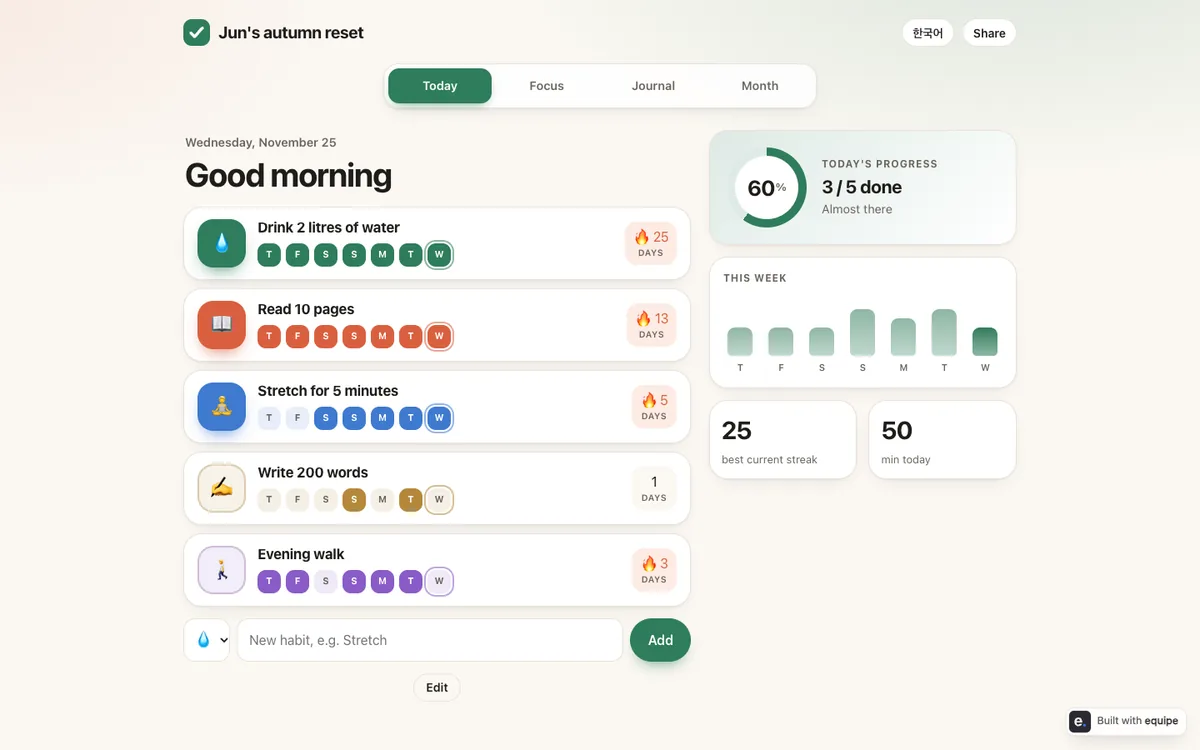 Jun's autumn reset
한국어
Share
Today
Focus
Journal
Month
Wednesday, November 25
Good morning
Drink 2 litres of water
T F S S M T W
25
DAYS
Read 10 pages
T F S S M T W
13
DAYS
Stretch for 5 minutes
T F S S M T W
5
DAYS
Write 200 words
T F S S M T W
1
DAYS
Evening walk
T F S S M T W
3
DAYS
New habit, e.g. Stretch
Add
Edit
60%
TODAY'S PROGRESS
3 / 5 done
Almost there
THIS WEEK
T F S S M T W
25
best current streak
50
min today
e. Built with equipe